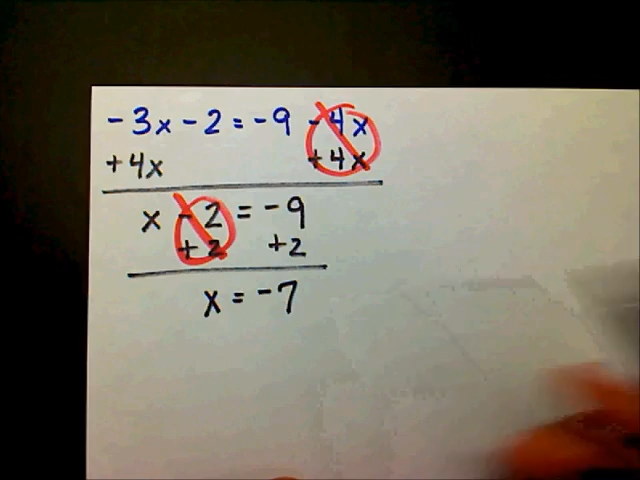 -3x - 2 = -9 - 4x
+4x +4x
x - 2 = -9
+2 +2
x = -7